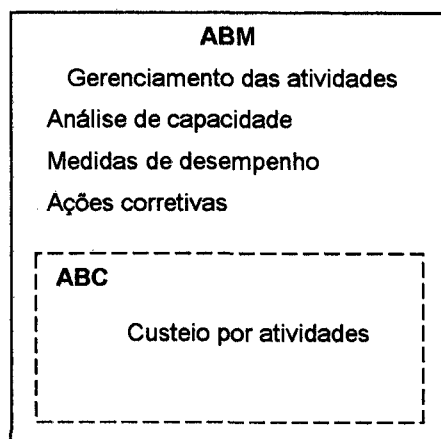 ABM
Gerenciamento das atividades
Análise de capacidade
Medidas de desempenho
Ações corretivas
ABC
Custeio por atividades